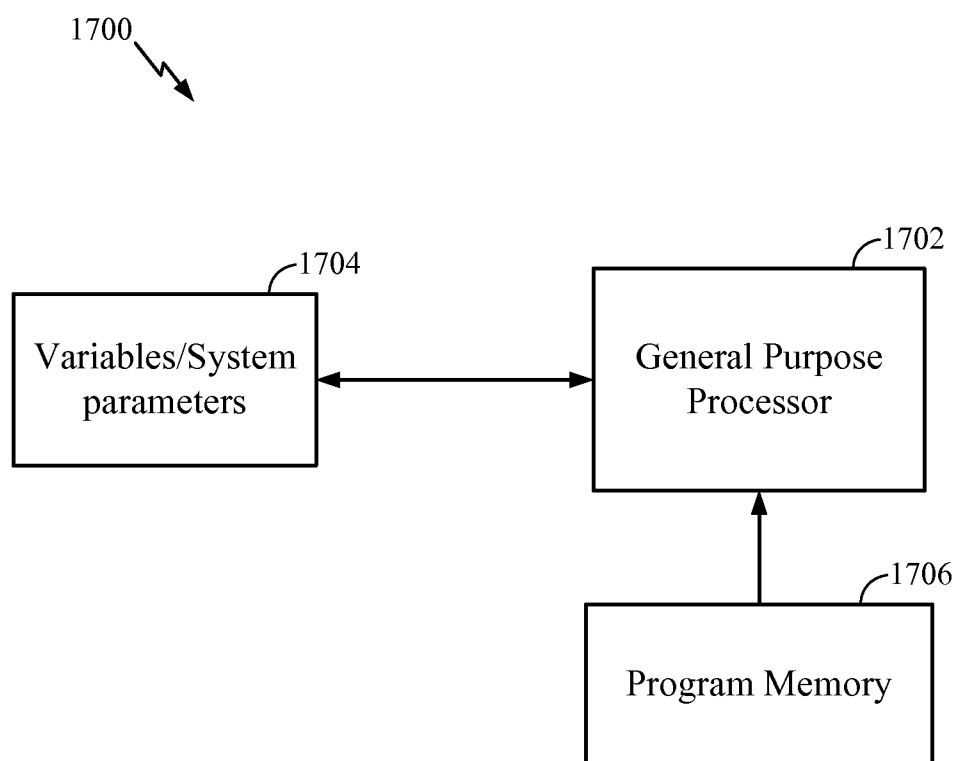 1700
1704
Variables/System
parameters
1702
General Purpose
Processor
1706
Program Memory